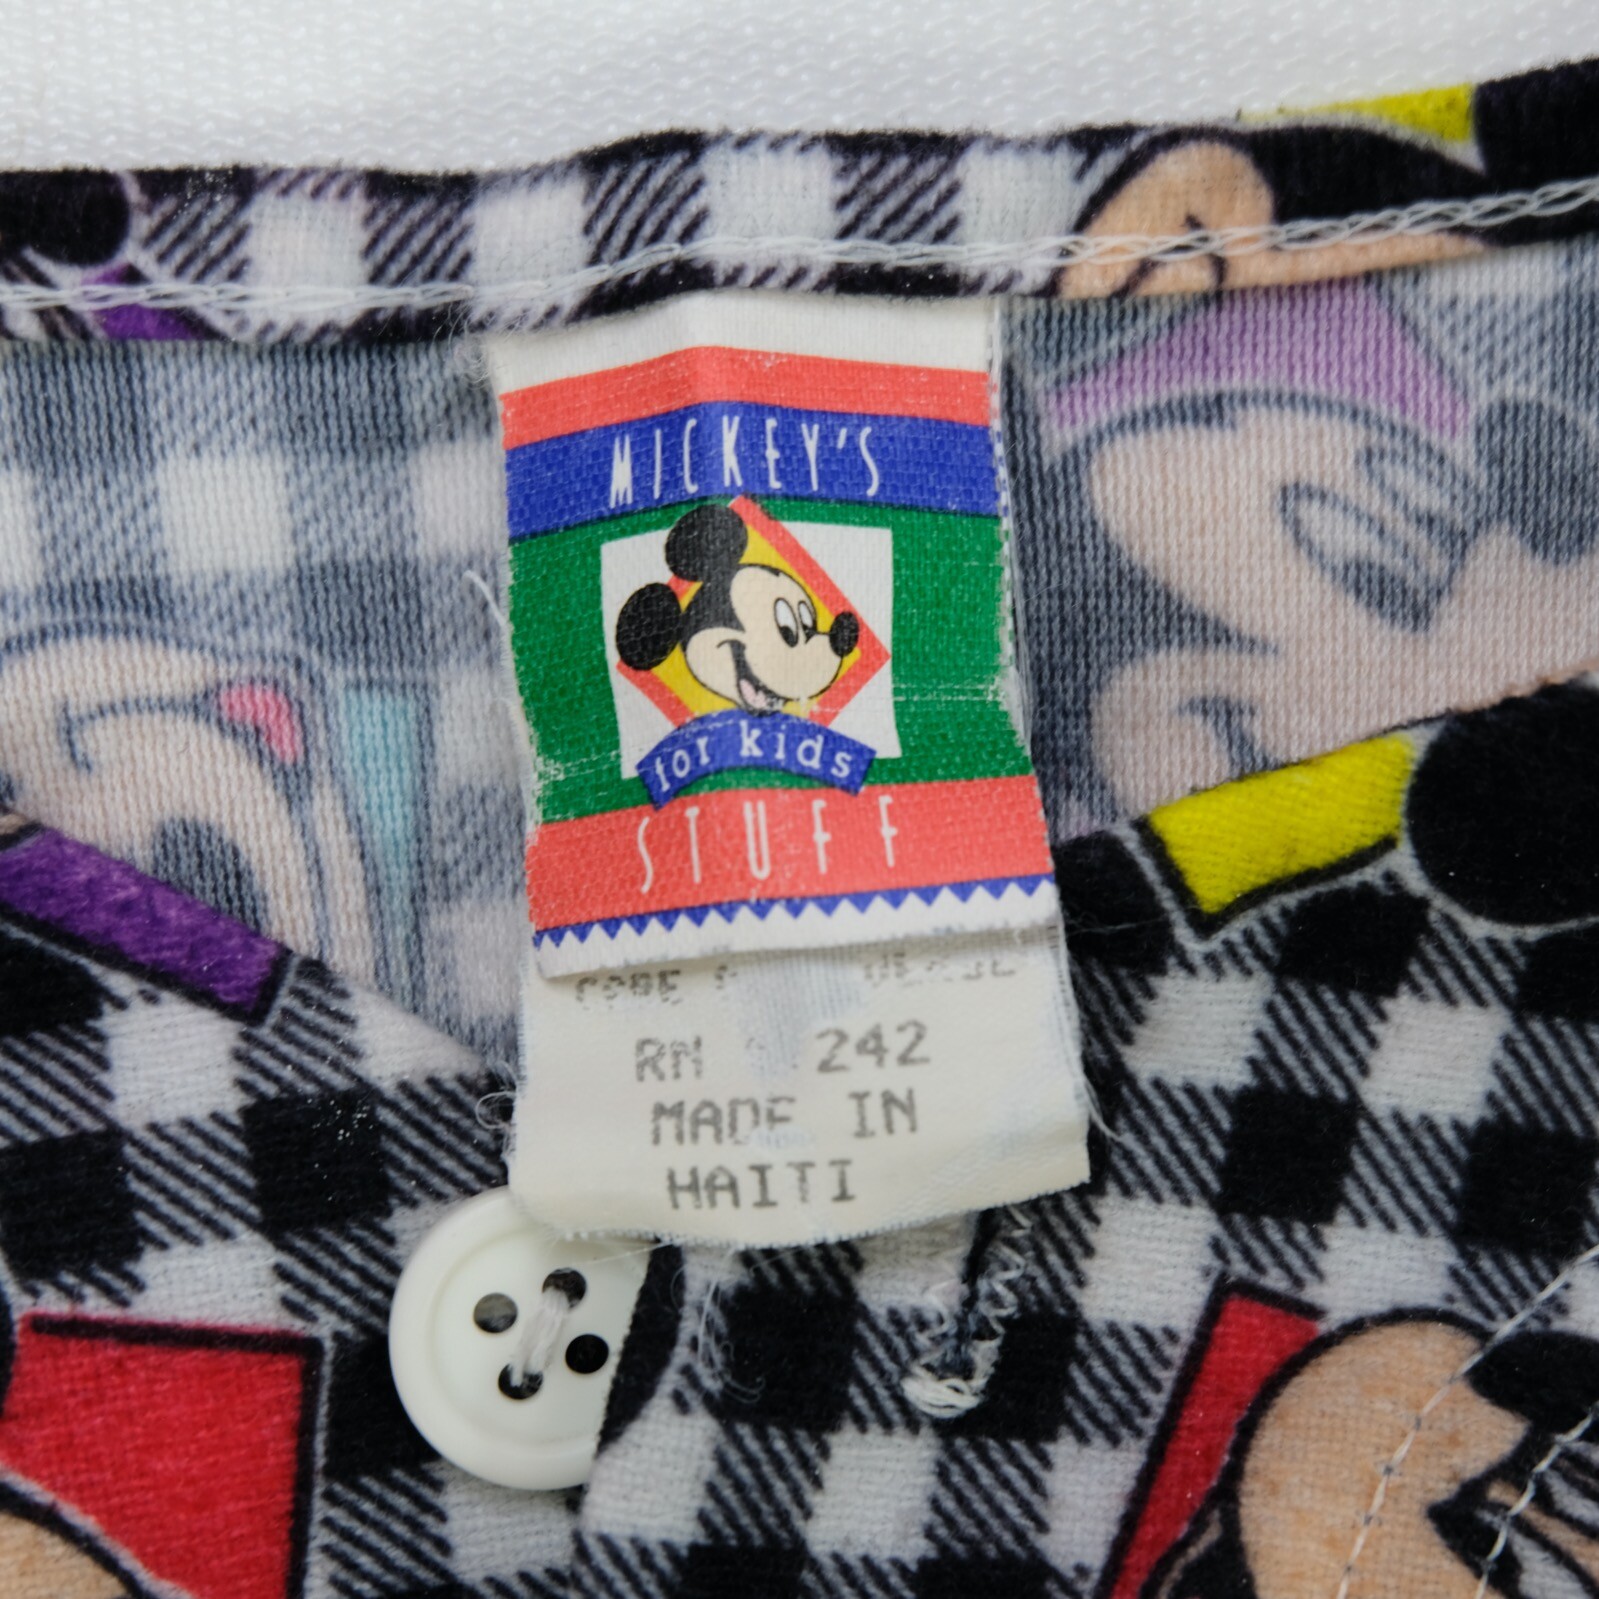 MICKEY'S
for kids
STUFF
RN 242
MADE IN
HAITI